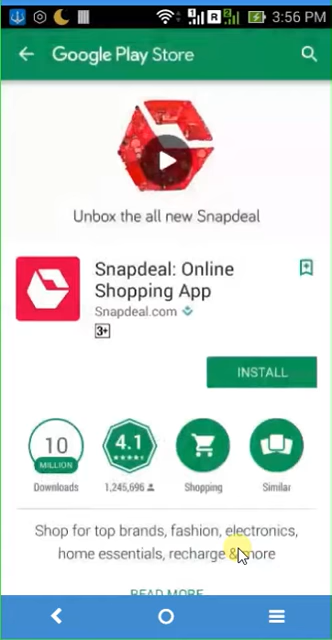 3:56 PM
Google Play Store
Unbox the all new Snapdeal
Snapdeal: Online
Shopping App
Snapdeal.com
3+
INSTALL
10
MILLION
4.1
Downloads
1,245,696
Shopping
Similar
Shop for top brands, fashion, electronics,
home essentials, recharge & more
READ MORE